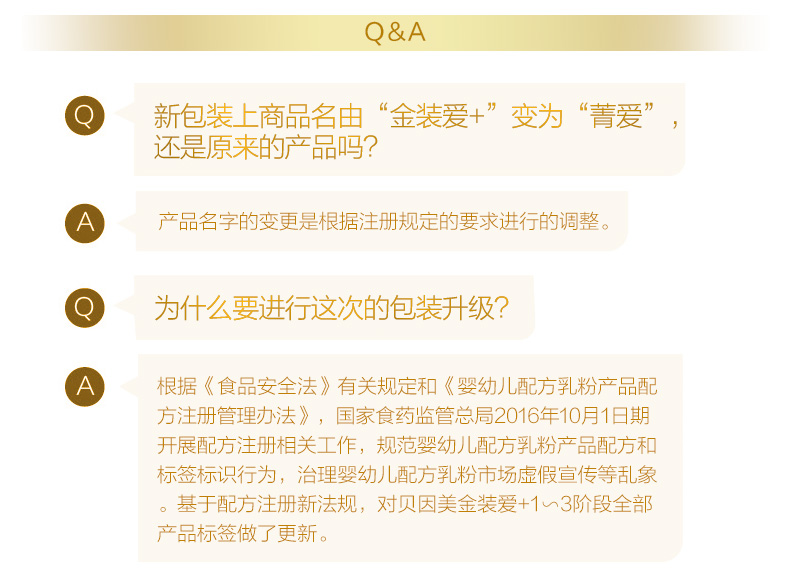 Q&A
Q
新包装上商品名由“金装爱+”变为“菁爱”，
还是原来的产品吗?
A
产品名字的变更是根据注册规定的要求进行的调整。
Q
为什么要进行这次的包装升级?
A
根据《食品安全法》有关规定和《婴幼儿配方乳粉产品配
方注册管理办法》，国家食药监管总局2016年10月1日期
开展配方注册相关工作，规范婴幼儿配方乳粉产品配方和
标签标识行为，治理婴幼儿配方乳粉市场虚假宣传等乱象
。基于配方注册新法规，对贝因美金装爱+1∽3阶段全部
产品标签做了更新。